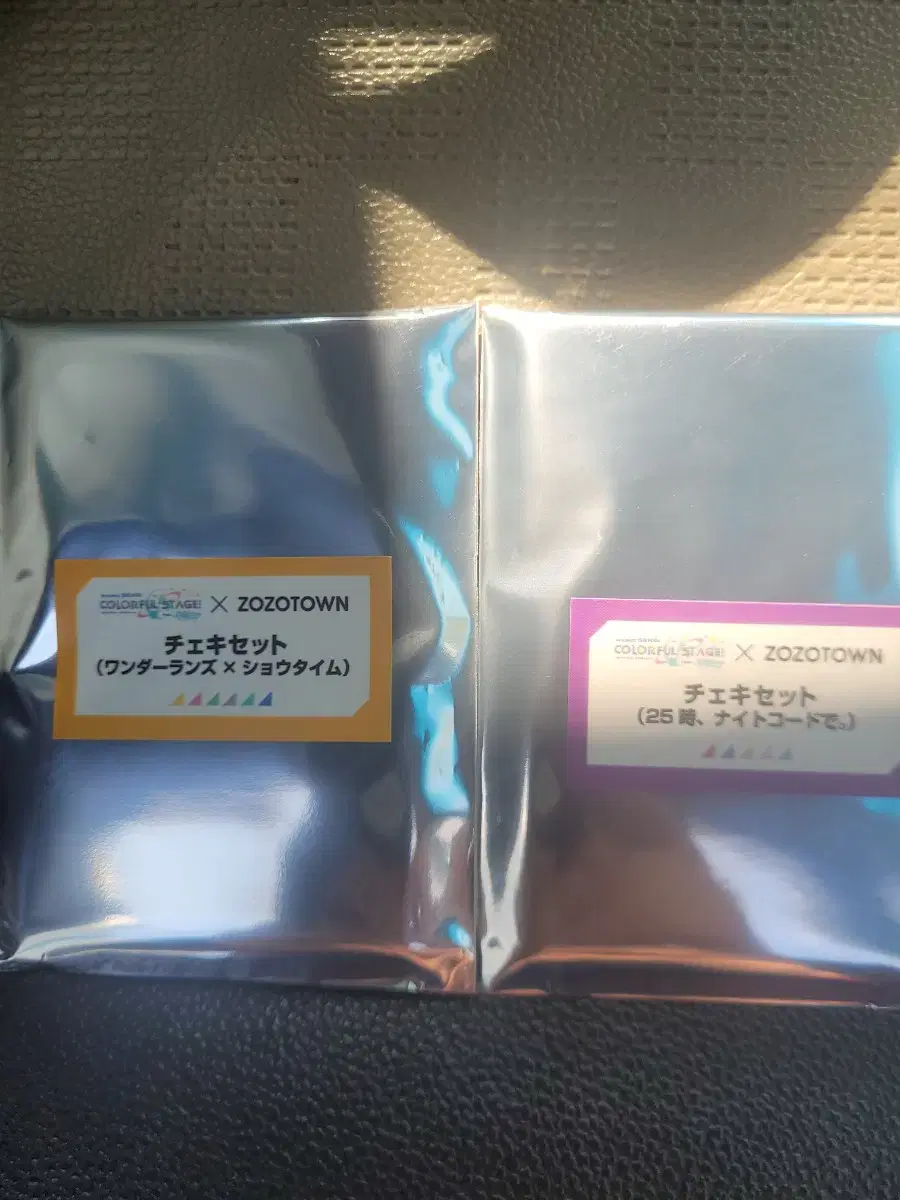 COLORFUL STAGE! × ZOZOTOWN
チェキセット
(ワンダーランズ × ショウタイム)
COLORFUL STAGE! × ZOZOTOWN
チェキセット
(25時、ナイトコードで。)